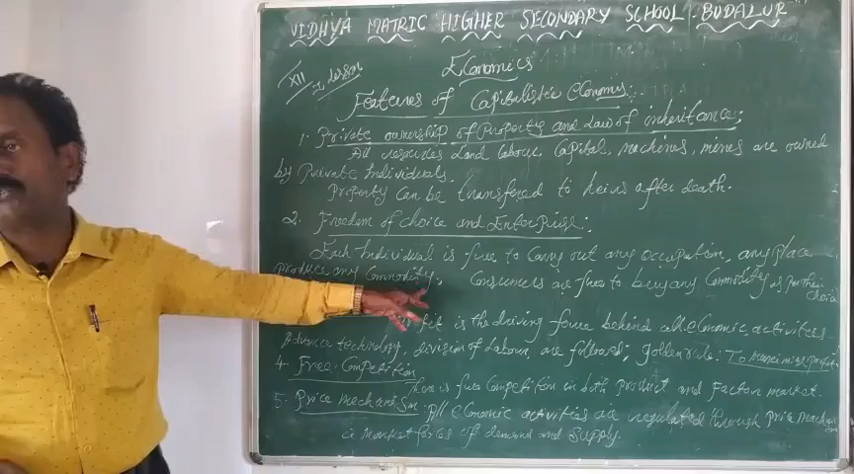 VIDHYA MATRIC HIGHER SECONDARY SCHOOL. BUDALUR
XII I Lesson
Economics
Features of Capitalistic economy:
1. Private ownership of Property and Law of inheritance:
All resources Land labour, Capital, machines, mines are owned
by Private Individuals.
Property can be transfered to heirs after death.
2. Freedom of choice and Enterprise:
Each Individual is free to carry out any occupation, any place
produce any Commodity. Consumers are free to buy any Commodity as per their
choice
is the driving force behind all economic activities.
Advance technology, division of Labour, are followed; golden rule: To maximise profit.
4. Free Competition
There is free Competition in both product and Factor market.
5. Price mechanism: All economic activities are regulated through price mechanism
market forces of demand and Supply.